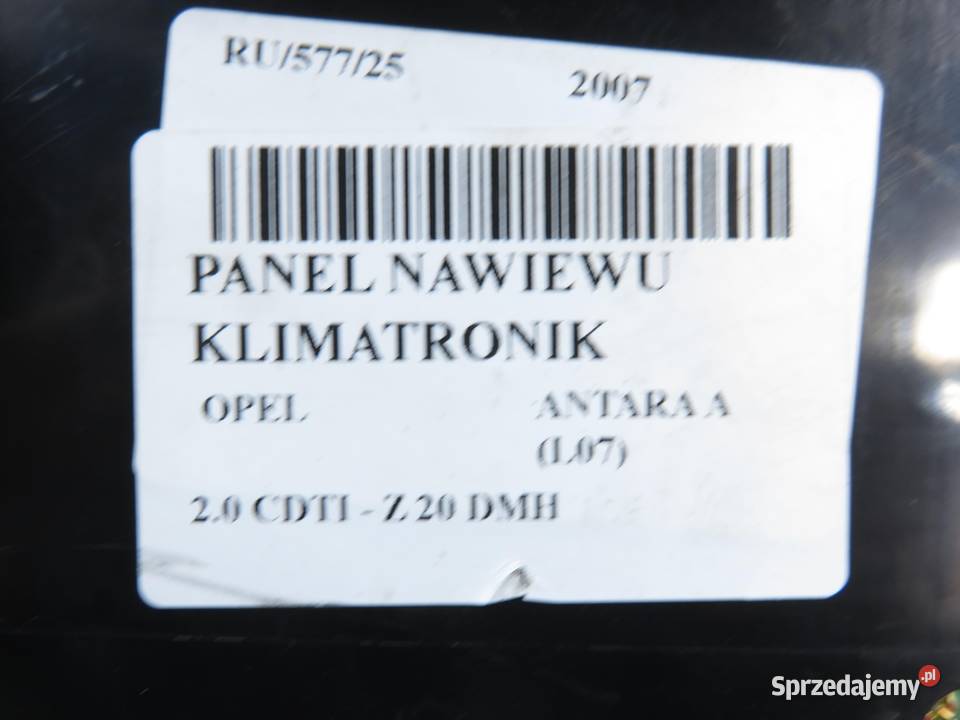 RU/577/25
2007
PANEL NAWIEWU
KLIMATRONIK
OPEL ANTARA A
(L07)
2.0 CDTI - Z 20 DMH
Sprzedajemy.pl